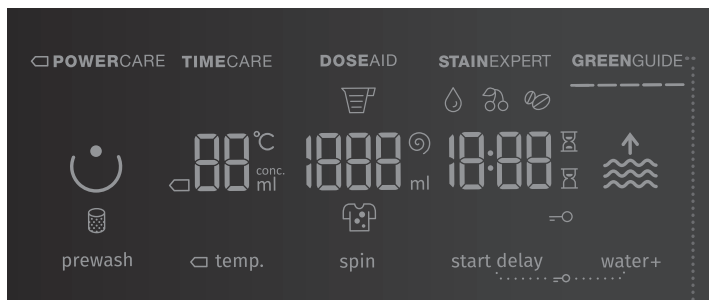 POWERCARE TIMECARE DOSEAID STAINEXPERT GREENGUIDE
88 °C conc. ml 1888 ml 18:88
prewash temp. spin start delay water+